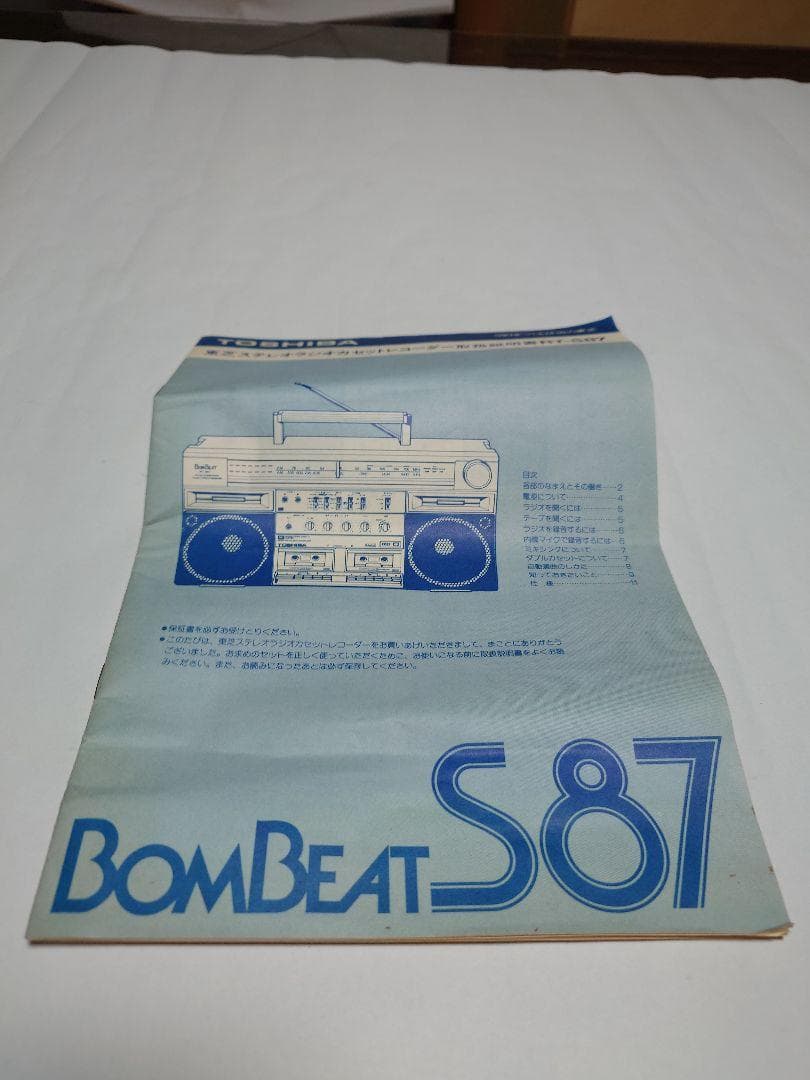 TOSHIBA
東芝ステレオラジオカセットレコーダー取扱説明書RT-S87
BOMBEAT
TOSHIBA
目次
各部のなまえとその働き……2
電源について……4
ラジオを聞くには……5
テープを聞くには……5
ラジオを録音するには……6
内蔵マイクで録音するには…6
ミキシングについて……7
ダブルカセットについて……7
自動選曲のしかた……8
知っておきたいこと……9
仕 様……11
●保証書を必ずお受けとりください。
●このたびは、東芝ステレオラジオカセットレコーダーをお買いあげいただきまして、まことにありがとう
ございました。お求めのセットを正しく使っていただくために、お使いになる前に取扱説明書をよくお読
みください。また、お読みになったあとは必ず保存してください。
BOMBEAT S87